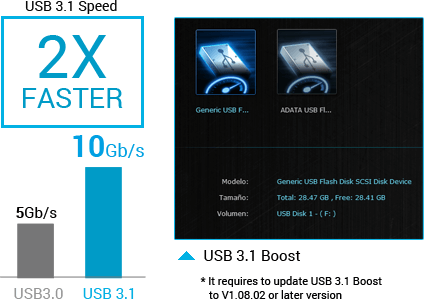 USB 3.1 Speed
2X
FASTER
10Gb/s
5Gb/s
USB3.0
USB 3.1
Generic USB F...
ADATA USB Fl...
Modelo: Generic USB Flash Disk SCSI Disk Device
Tamaño: Total: 28.47 GB , Free: 28.41 GB
Volumen: USB Disk 1 - ( F: )
USB 3.1 Boost
* It requires to update USB 3.1 Boost
to V1.08.02 or later version